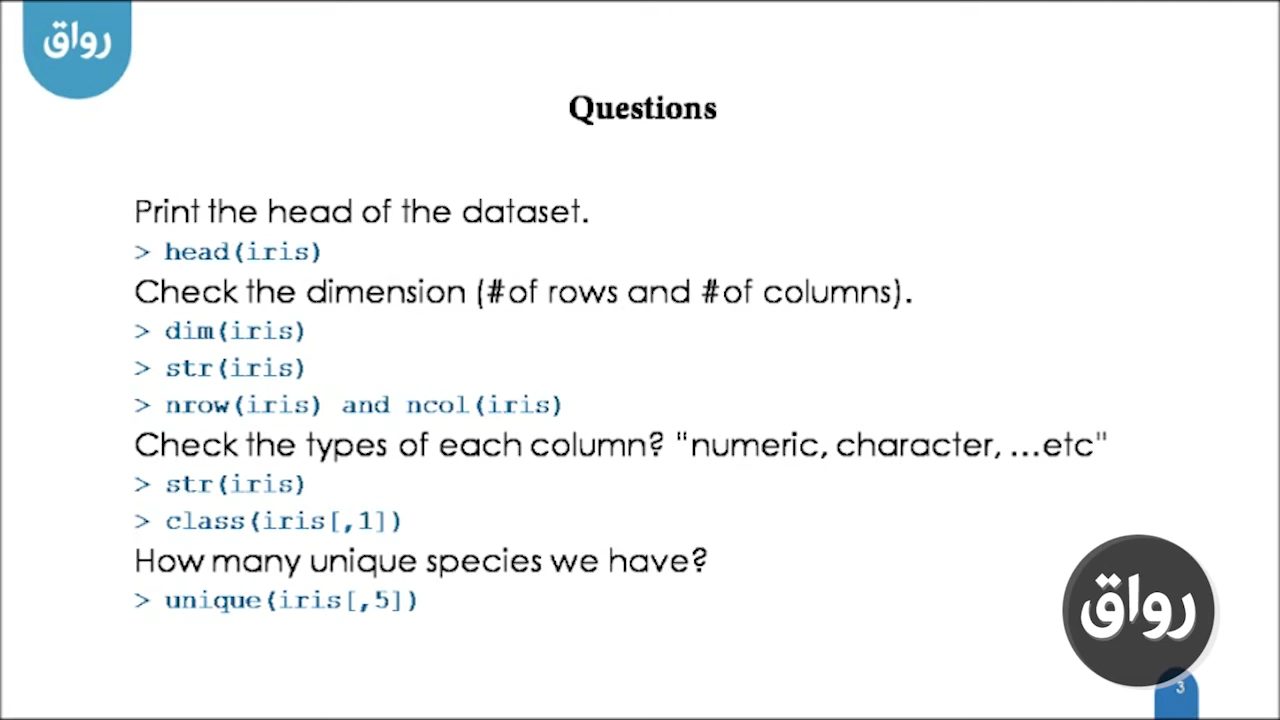 رواق
Questions
Print the head of the dataset.
> head(iris)
Check the dimension (#of rows and #of columns).
> dim(iris)
> str(iris)
> nrow(iris) and ncol(iris)
Check the types of each column? "numeric, character, ...etc"
> str(iris)
> class(iris[,1])
How many unique species we have?
> unique(iris[,5])
رواق
3